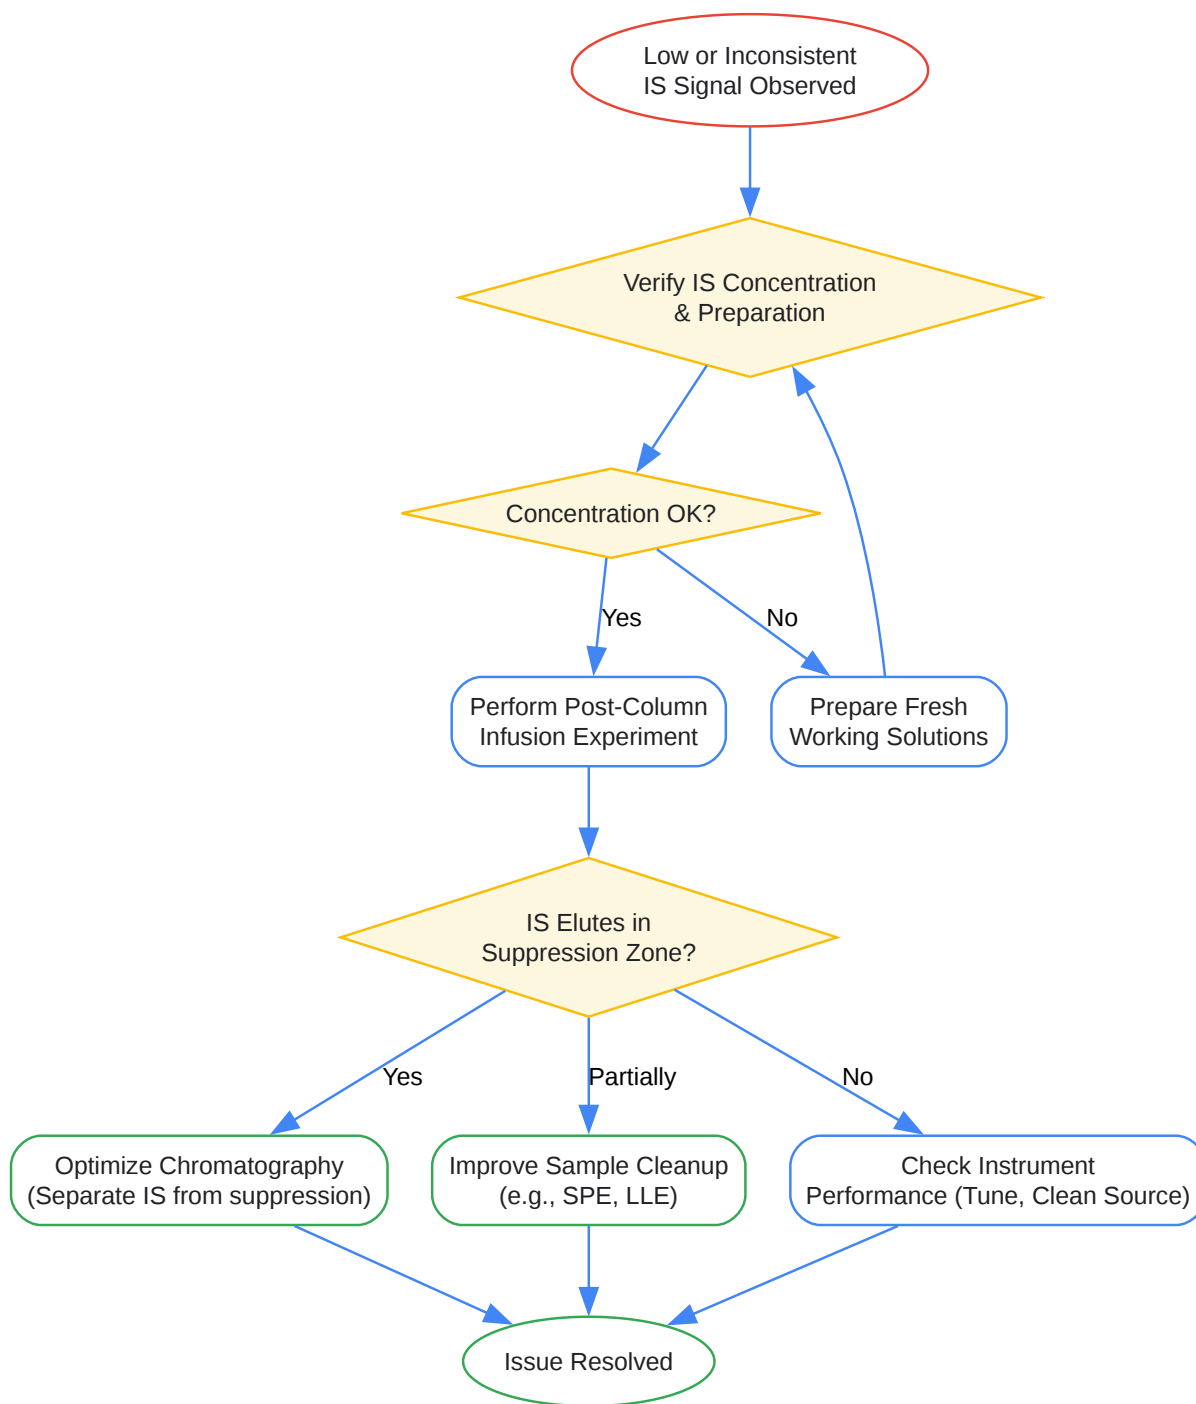 Low or Inconsistent
IS Signal Observed
Verify IS Concentration
& Preparation
Concentration OK?
Yes
No
Perform Post-Column
Infusion Experiment
Prepare Fresh
Working Solutions
IS Elutes in
Suppression Zone?
Yes
Partially
No
Optimize Chromatography
(Separate IS from suppression)
Improve Sample Cleanup
(e.g., SPE, LLE)
Check Instrument
Performance (Tune, Clean Source)
Issue Resolved